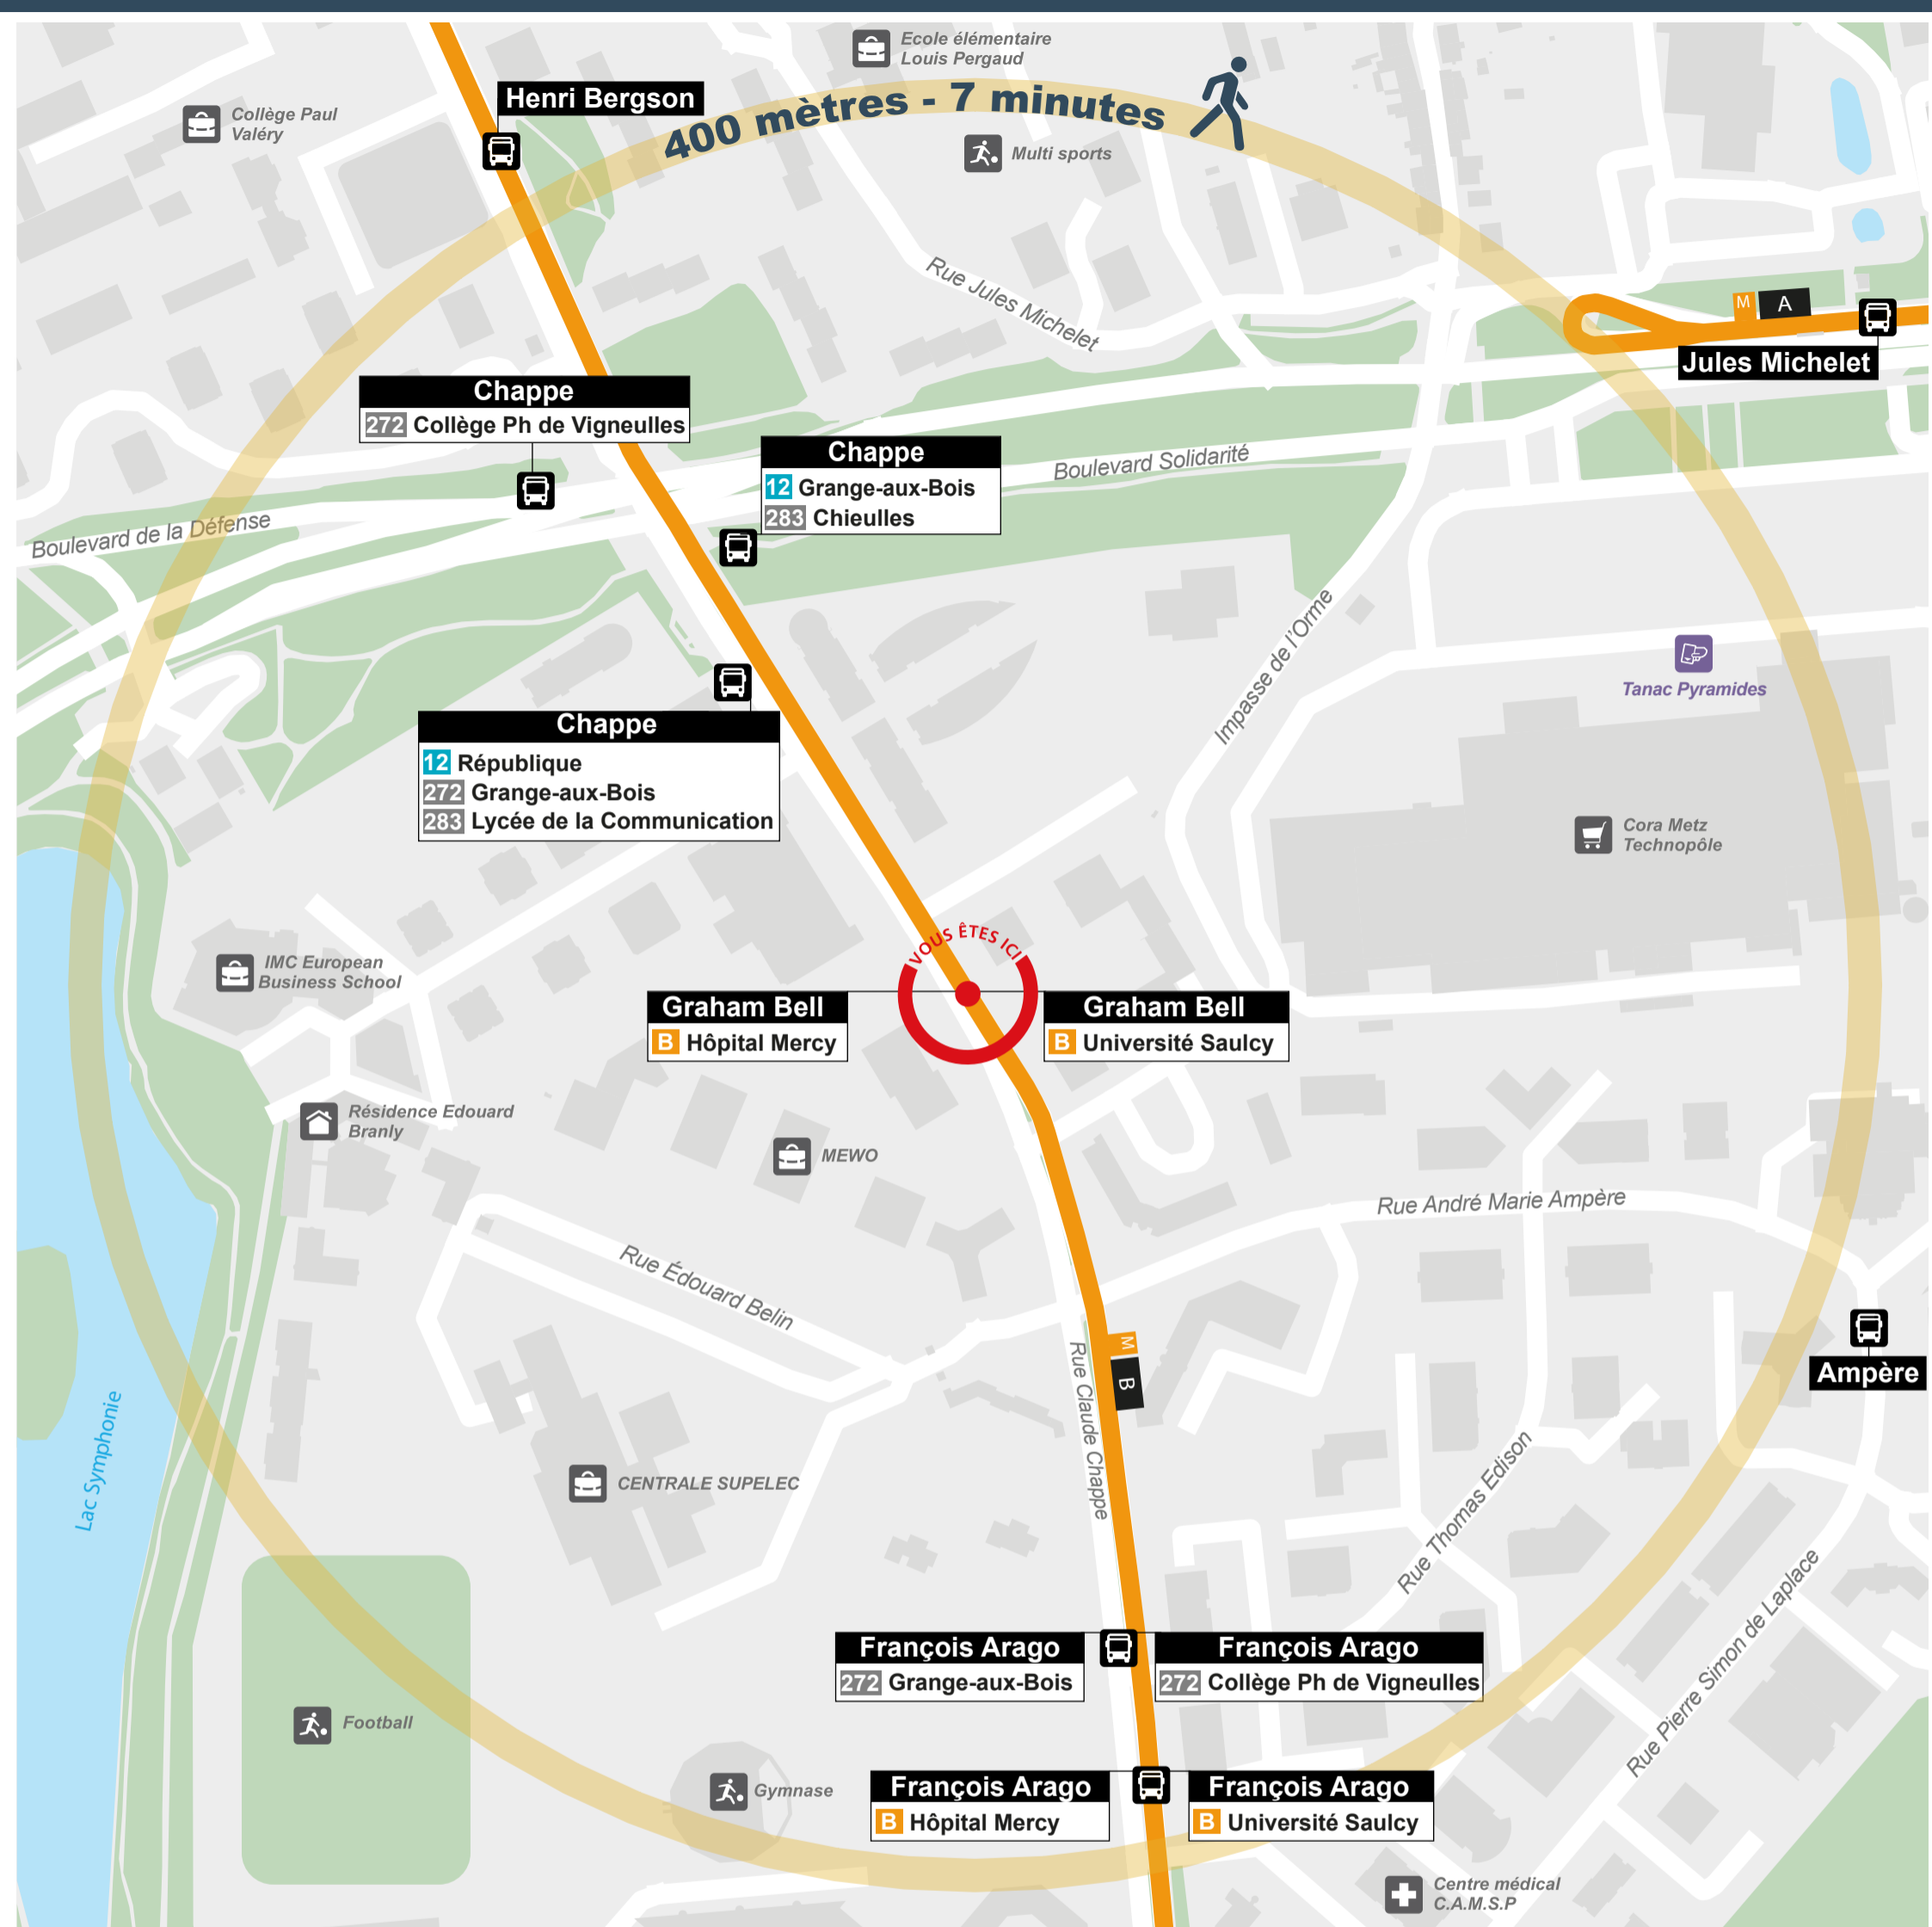 Ecole élémentaire
Louis Pergaud
Henri Bergson
400 mètres - 7 minutes
Collège Paul
Valéry
Multi sports
Rue Jules Michelet
M A
Jules Michelet
Chappe
272 Collège Ph de Vigneulles
Chappe
12 Grange-aux-Bois
283 Chieulles
Boulevard Solidarité
Boulevard de la Défense
Impasse de l'Orme
Tanac Pyramides
Chappe
12 République
272 Grange-aux-Bois
283 Lycée de la Communication
Cora Metz
Technopôle
VOUS ÊTES ICI
IMC European
Business School
Graham Bell
B Hôpital Mercy
Graham Bell
B Université Saulcy
Résidence Edouard
Branly
MEWO
Rue André Marie Ampère
Rue Édouard Belin
M B
Rue Claude Chappe
Ampère
Lac Symphonie
CENTRALE SUPELEC
Rue Thomas Edison
Rue Pierre Simon de Laplace
François Arago
272 Grange-aux-Bois
François Arago
272 Collège Ph de Vigneulles
Football
Gymnase
François Arago
B Hôpital Mercy
François Arago
B Université Saulcy
Centre médical
C.A.M.S.P